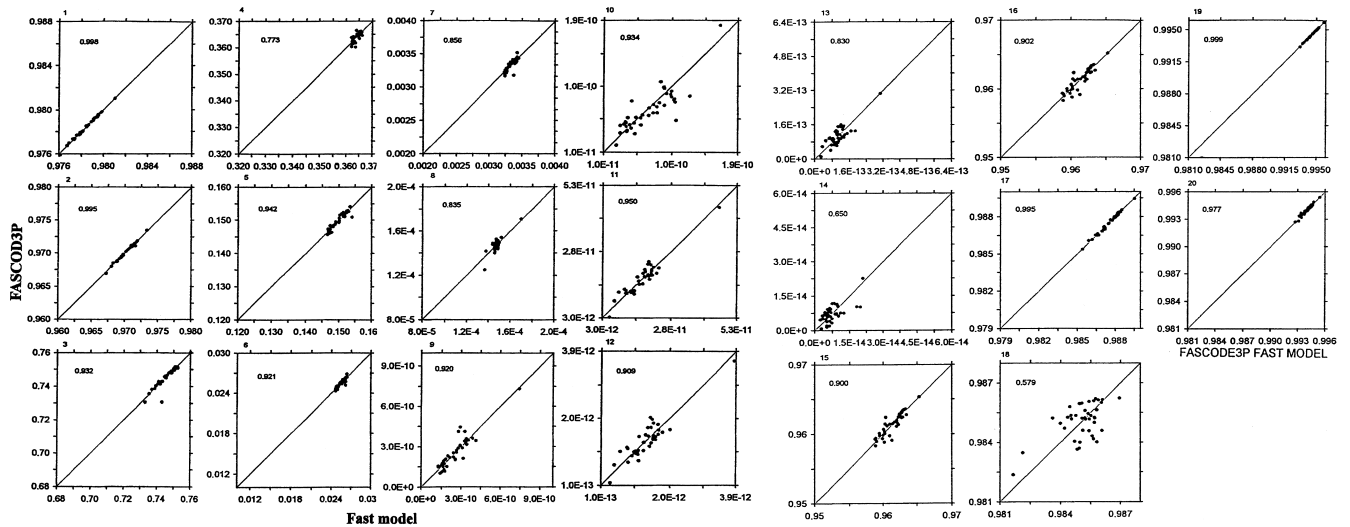 1
0.988
0.984
0.980
0.976
0.998
0.976 0.980 0.984 0.988
4
0.370
0.360
0.350
0.340
0.330
0.320
0.773
0.320 0.330 0.340 0.350 0.360 0.37
7
0.0040
0.0035
0.0030
0.0025
0.0020
0.856
0.0020 0.0025 0.0030 0.0035 0.0040
10
1.9E-10
1.0E-10
1.0E-11
0.934
1.0E-11 1.0E-10 1.9E-10
13
6.4E-13
4.8E-13
3.2E-13
1.6E-13
0.0E+0
0.830
0.0E+0 1.6E-13 3.2E-13 4.8E-13 6.4E-13
16
0.97
0.96
0.95
0.902
0.95 0.96 0.97
19
0.9950
0.9915
0.9880
0.9845
0.9810
0.999
0.9810 0.9845 0.9880 0.9915 0.9950
FASCOD3P
2
0.980
0.975
0.970
0.965
0.960
0.995
0.960 0.965 0.970 0.975 0.980
5
0.160
0.150
0.140
0.130
0.120
0.942
0.120 0.130 0.140 0.150 0.16
8
2.0E-4
1.6E-4
1.2E-4
8.0E-5
0.835
8.0E-5 1.2E-4 1.6E-4 2.0E-4
11
5.3E-11
2.8E-11
3.0E-12
0.950
3.0E-12 2.8E-11 5.3E-11
14
6.0E-14
4.5E-14
3.0E-14
1.5E-14
0.0E+0
0.650
0.0E+0 1.5E-14 3.0E-14 4.5E-14 6.0E-14
17
0.988
0.985
0.982
0.979
0.995
0.979 0.982 0.985 0.988
20
0.996
0.993
0.990
0.987
0.984
0.981
0.977
0.981 0.984 0.987 0.990 0.993 0.996
FASCODE3P FAST MODEL
3
0.76
0.74
0.72
0.70
0.68
0.932
0.68 0.70 0.72 0.74 0.76
6
0.030
0.024
0.018
0.012
0.921
0.012 0.018 0.024 0.03
9
9.0E-10
6.0E-10
3.0E-10
0.0E+0
0.920
0.0E+0 3.0E-10 6.0E-10 9.0E-10
12
3.9E-12
2.0E-12
1.0E-13
0.909
1.0E-13 2.0E-12 3.9E-12
15
0.97
0.96
0.95
0.900
0.95 0.96 0.97
18
0.987
0.984
0.981
0.579
0.981 0.984 0.987
Fast model